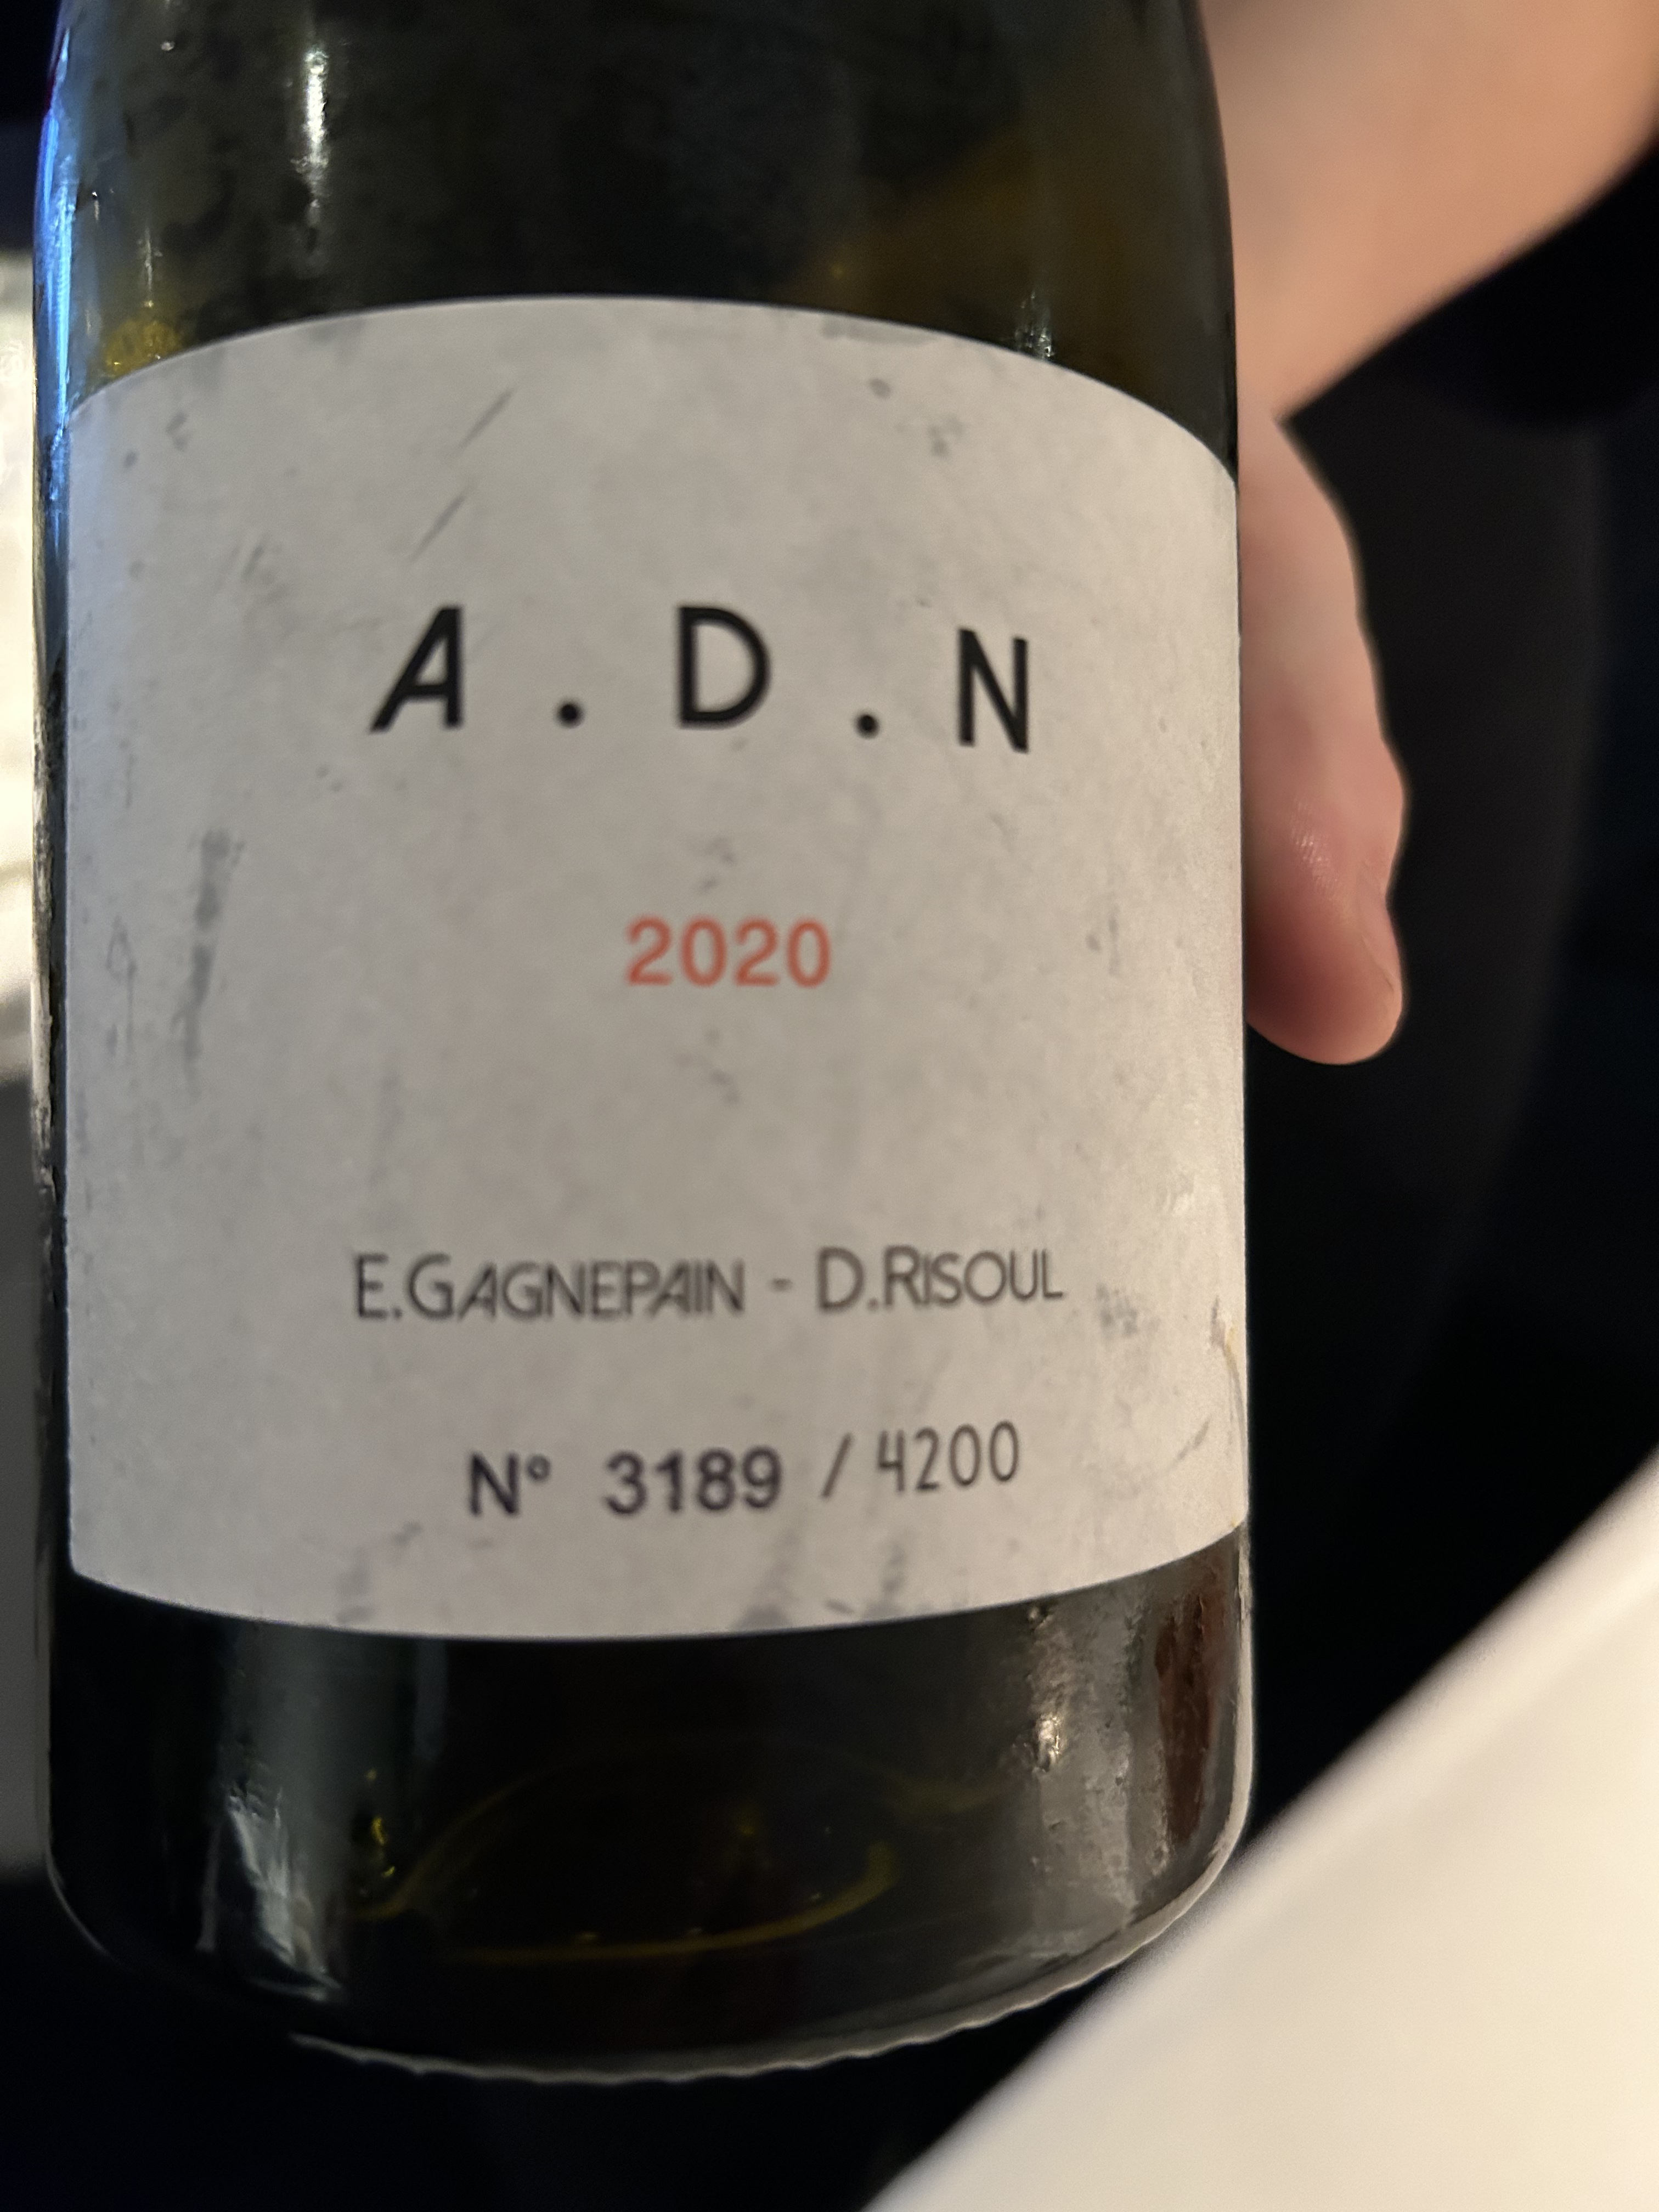 A.D.N
2020
E.GAGNEPAIN - D.RISOUL
N° 3189 / 4200